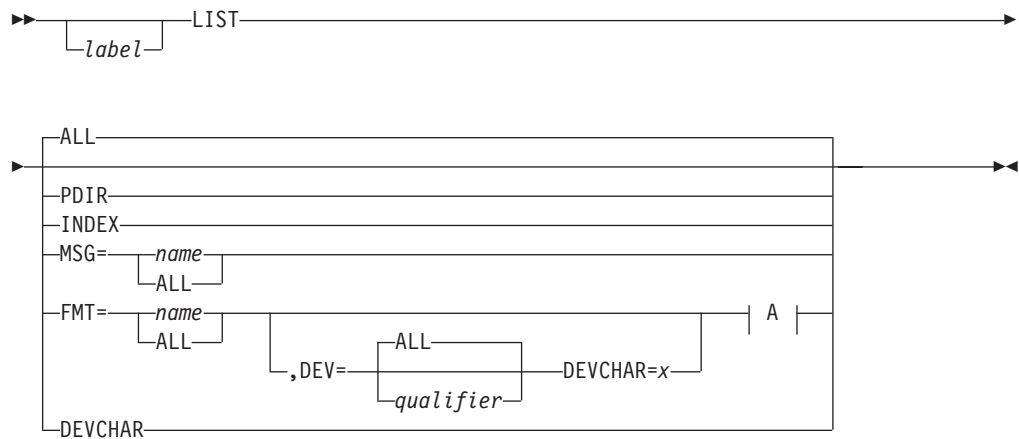 LIST
label
ALL
PDIR
INDEX
MSG= name
ALL
FMT= name A
ALL ALL
,DEV= DEVCHAR=x
qualifier
DEVCHAR